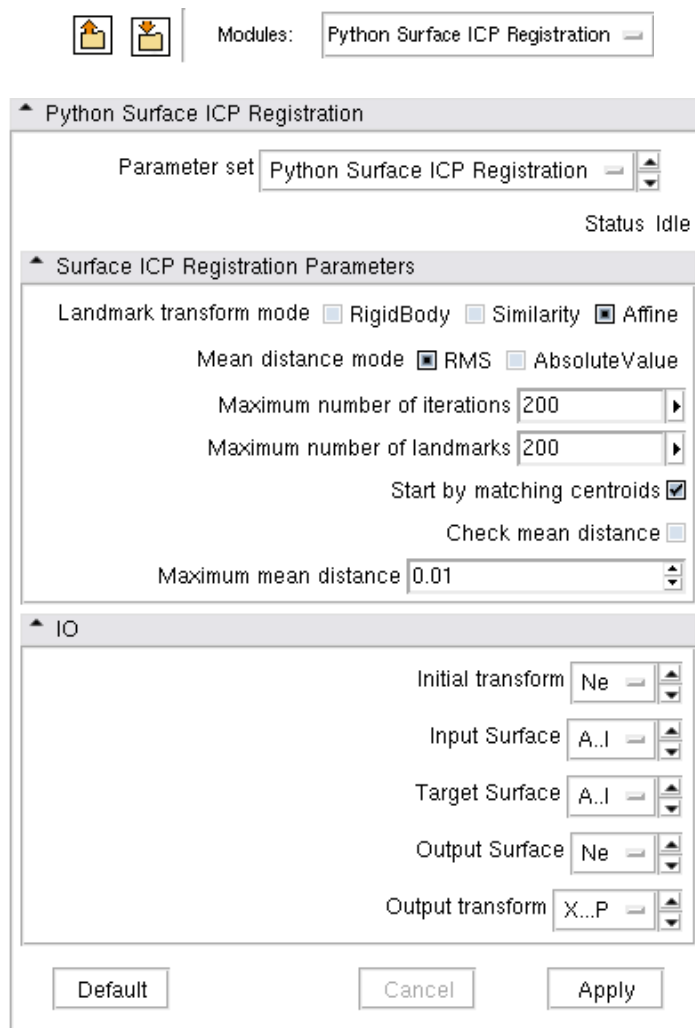 Modules: Python Surface ICP Registration
Python Surface ICP Registration
Parameter set Python Surface ICP Registration
Status Idle
Surface ICP Registration Parameters
Landmark transform mode RigidBody Similarity Affine
Mean distance mode RMS AbsoluteValue
Maximum number of iterations 200
Maximum number of landmarks 200
Start by matching centroids
Check mean distance
Maximum mean distance 0.01
IO
Initial transform Ne
Input Surface A..l
Target Surface A..l
Output Surface Ne
Output transform X...P
Default Cancel Apply